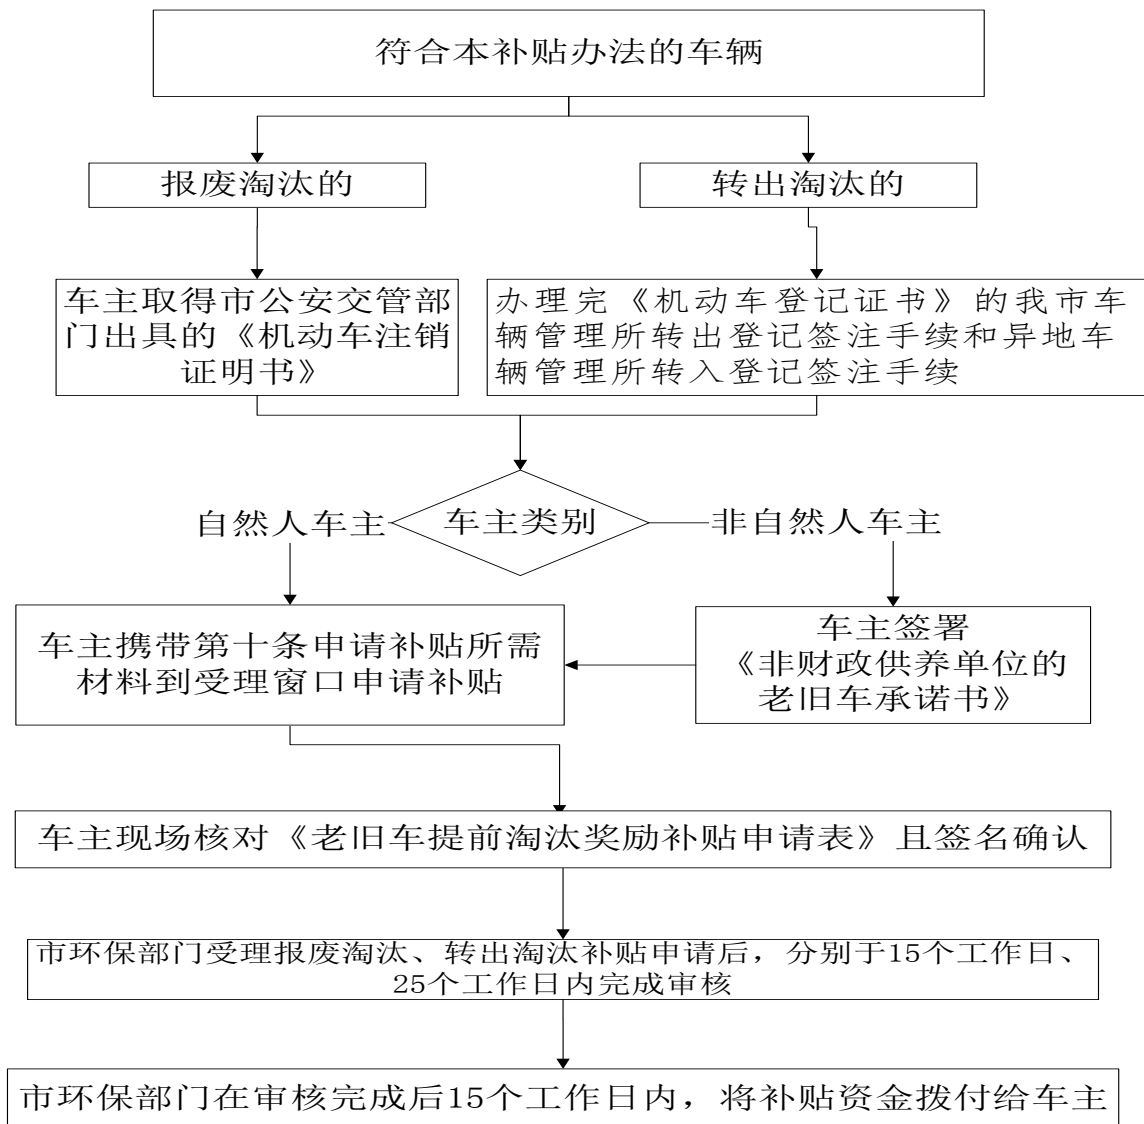 符合本补贴办法的车辆
报废淘汰的
转出淘汰的
车主取得市公安交管部
门出具的《机动车注销
证明书》
办理完《机动车登记证书》的我市车
辆管理所转出登记签注手续和异地车
辆管理所转入登记签注手续
自然人车主
车主类别
非自然人车主
车主携带第十条申请补贴所需
材料到受理窗口申请补贴
车主签署
《非财政供养单位的
老旧车承诺书》
车主现场核对《老旧车提前淘汰奖励补贴申请表》且签名确认
市环保部门受理报废淘汰、转出淘汰补贴申请后，分别于15个工作日、
25个工作日内完成审核
市环保部门在审核完成后15个工作日内，将补贴资金拨付给车主